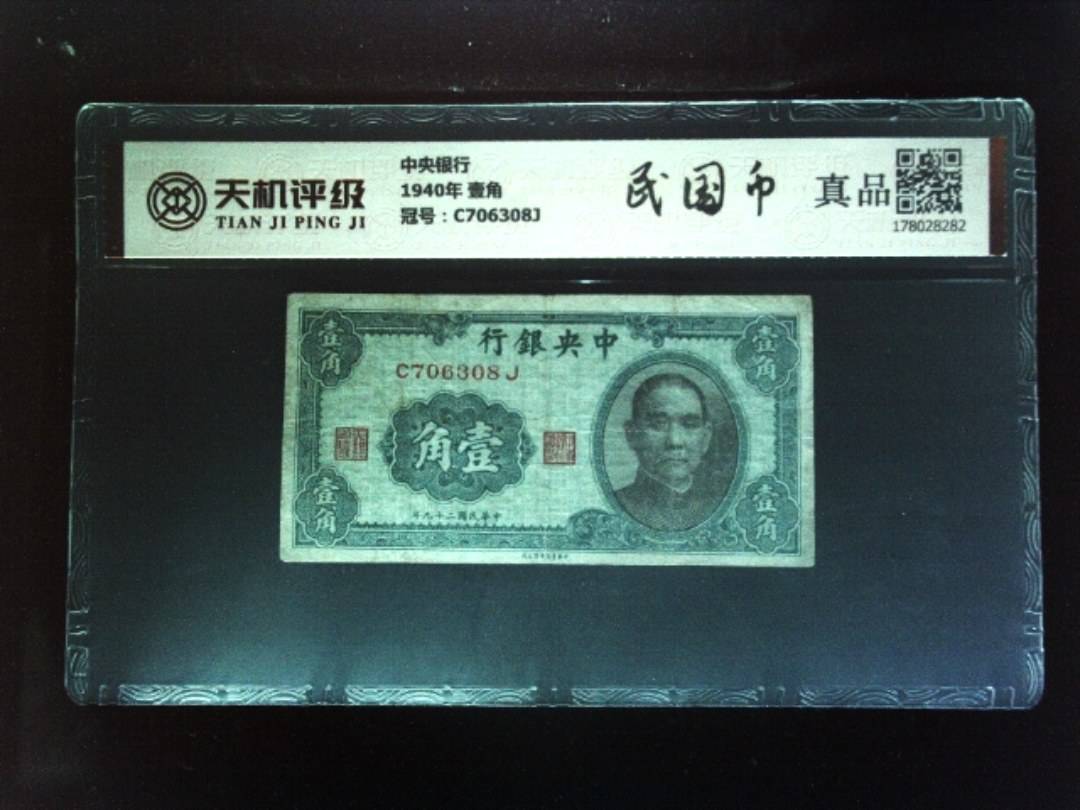 天机评级
TIAN JI PING JI
中央银行
1940年 壹角
冠号：C706308J
民国币
真品
178028282
壹角
行銀央中
壹角
C706308J
角壹
壹角
年九十二國民華中
壹角